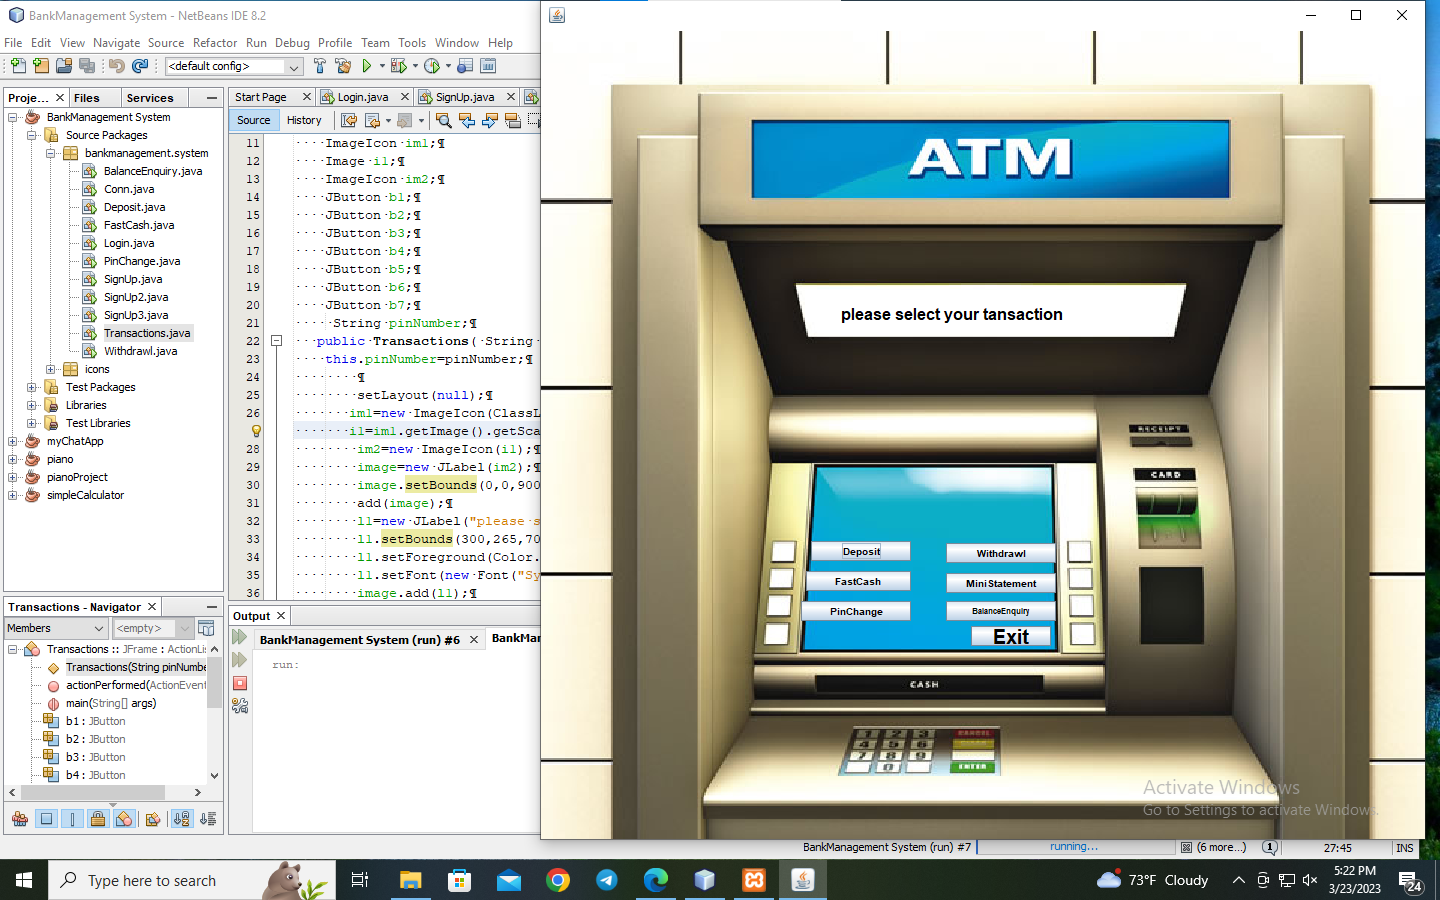 BankManagement System - NetBeans IDE 8.2
File Edit View Navigate Source Refactor Run Debug Profile Team Tools Window Help
<default config>
Proje... Files Services
BankManagement System
Source Packages
bankmanagement.system
BalanceEnquiry.java
Conn.java
Deposit.java
FastCash.java
Login.java
PinChange.java
SignUp.java
SignUp2.java
SignUp3.java
Transactions.java
Withdrawl.java
icons
Test Packages
Libraries
Test Libraries
myChatApp
piano
pianoProject
simpleCalculator
Start Page Login.java SignUp.java
Source History
11 ImageIcon im1;¶
12 Image i1;¶
13 ImageIcon im2;¶
14 JButton b1;¶
15 JButton b2;¶
16 JButton b3;¶
17 JButton b4;¶
18 JButton b5;¶
19 JButton b6;¶
20 JButton b7;¶
21 String pinNumber;¶
22 public Transactions( String
23 this.pinNumber=pinNumber;¶
24 ¶
25 setLayout(null);¶
26 im1=new ImageIcon(ClassL
i1=im1.getImage().getSca
28 im2=new ImageIcon(i1);¶
29 image=new JLabel(im2);¶
30 image.setBounds(0,0,900
31 add(image);¶
32 l1=new JLabel("please s
33 l1.setBounds(300,265,70
34 l1.setForeground(Color.
35 l1.setFont(new Font("Sy
36 image.add(l1);¶
Transactions - Navigator
Members <empty>
Transactions :: JFrame : ActionLis
Transactions(String pinNumbe
actionPerformed(ActionEvent
main(String[] args)
b1 : JButton
b2 : JButton
b3 : JButton
b4 : JButton
Output
BankManagement System (run) #6 BankMan
run:
ATM
please select your tansaction
RECEIPT
CARD
Deposit Withdrawl
FastCash MiniStatement
PinChange BalanceEnquiry
Exit
CASH
1 2 3 CANCEL
4 5 6
7 8 9
0 ENTER
Activate Windows
Go to Settings to activate Windows.
BankManagement System (run) #7 running... (6 more...) 1 27:45 INS
Type here to search
73°F Cloudy
5:22 PM
3/23/2023
24